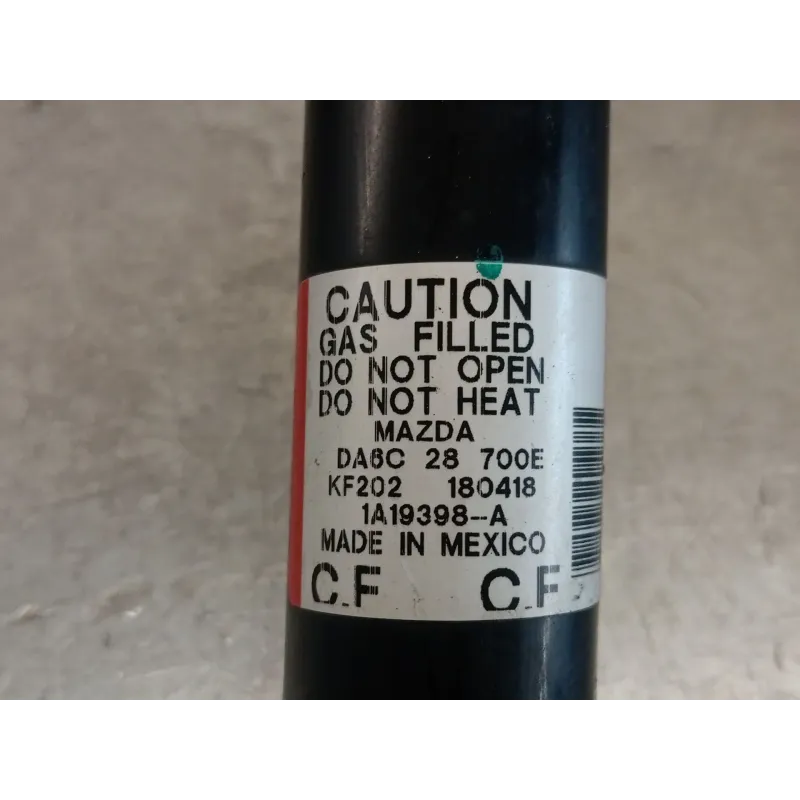 CAUTION
GAS FILLED
DO NOT OPEN
DO NOT HEAT
MAZDA
DA6C 28 700E
KF202 180418
1A19398--A
MADE IN MEXICO
C.F C.F